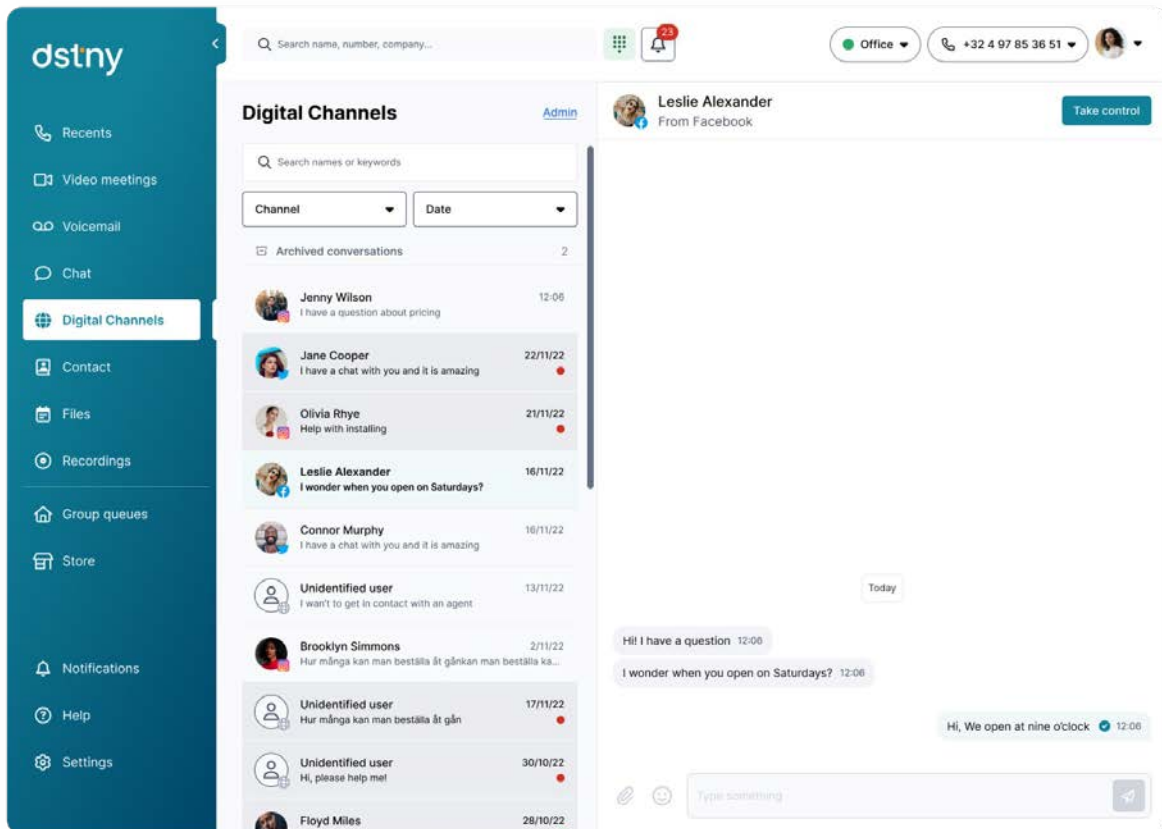 dstny
Recents
Video meetings
Voicemail
Chat
Digital Channels
Contact
Files
Recordings
Group queues
Store
Notifications
Help
Settings
Search name, number, company...
23
Office
+32 4 97 85 36 51
Digital Channels
Admin
Search names or keywords
Channel
Date
Archived conversations 2
Jenny Wilson 12:06
I have a question about pricing
Jane Cooper 22/11/22
I have a chat with you and it is amazing
Olivia Rhye 21/11/22
Help with installing
Leslie Alexander 16/11/22
I wonder when you open on Saturdays?
Connor Murphy 16/11/22
I have a chat with you and it is amazing
Unidentified user 13/11/22
I wan't to get in contact with an agent
Brooklyn Simmons 2/11/22
Hur många kan man beställa åt gånkan man beställa ka...
Unidentified user 17/11/22
Hur många kan man beställa åt gån
Unidentified user 30/10/22
Hi, please help me!
Floyd Miles 28/10/22
Leslie Alexander
From Facebook
Take control
Today
Hi! I have a question 12:06
I wonder when you open on Saturdays? 12:06
Hi, We open at nine o'clock 12:06
Type something